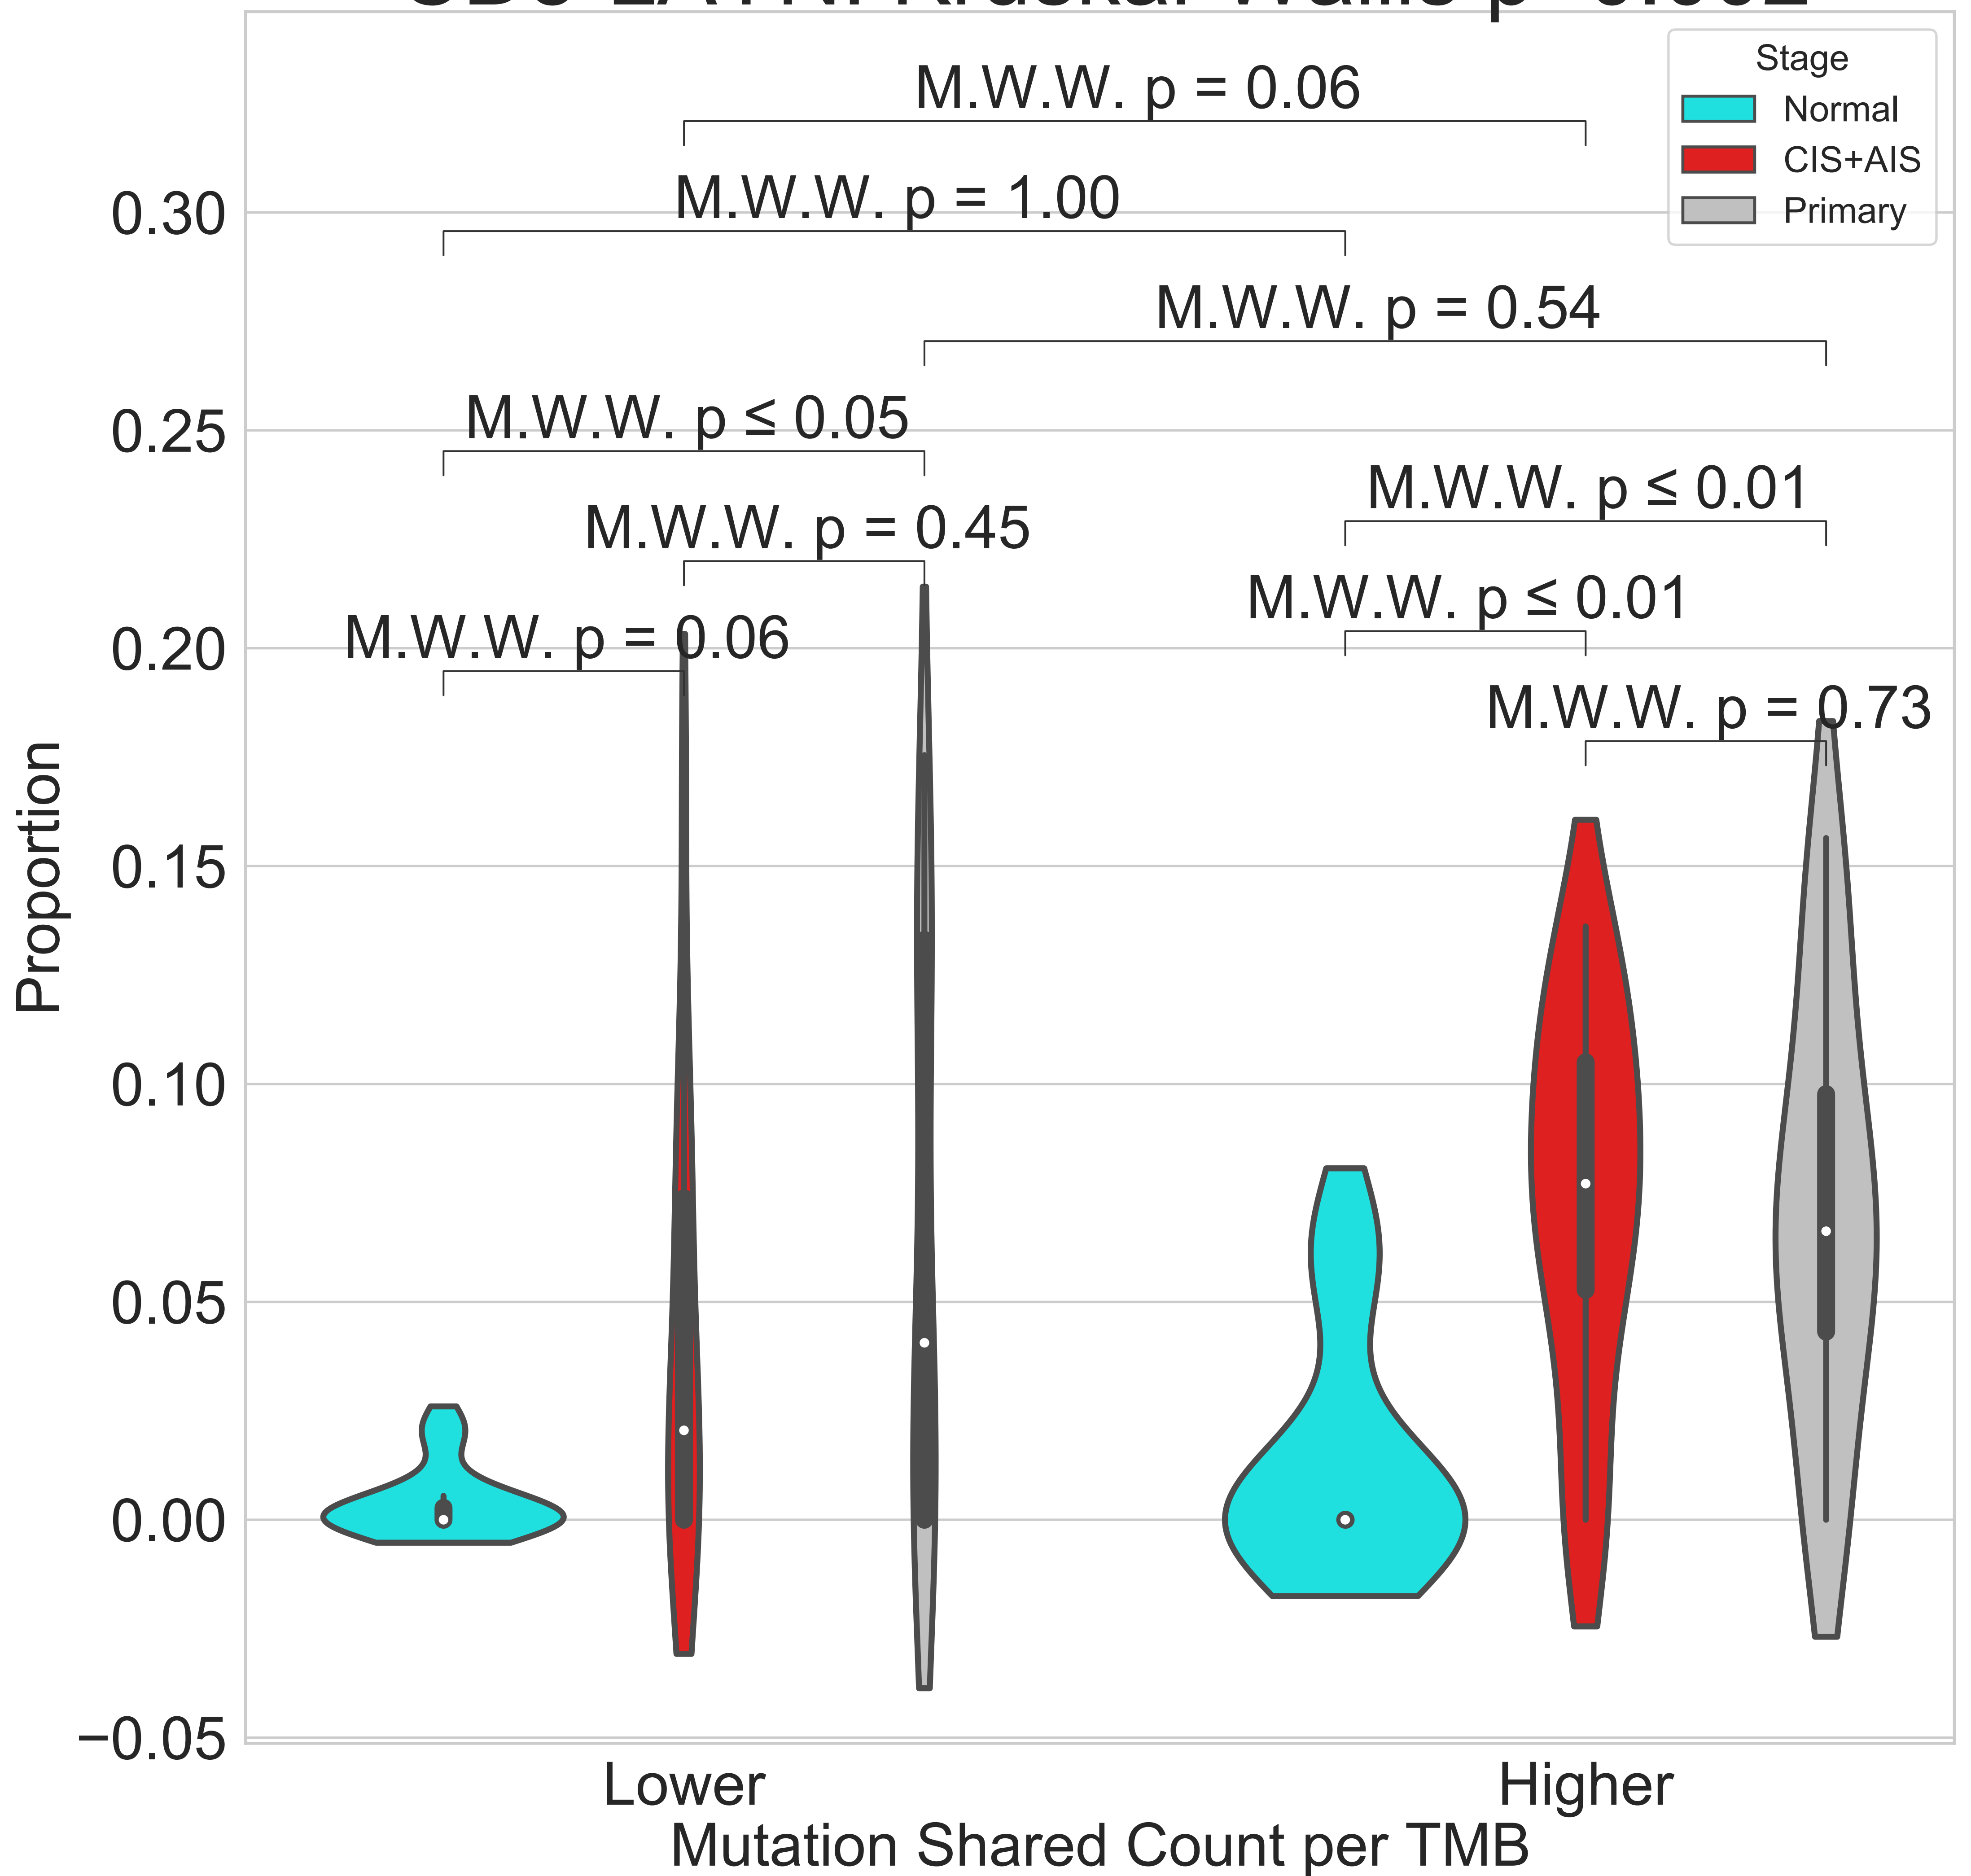 M.W.W. p = 0.06
M.W.W. p = 1.00
M.W.W. p = 0.54
M.W.W. p ≤ 0.05
M.W.W. p ≤ 0.01
M.W.W. p = 0.45
M.W.W. p ≤ 0.01
M.W.W. p = 0.06
M.W.W. p = 0.73
Stage
Normal
CIS+AIS
Primary
0.30
0.25
0.20
0.15
0.10
0.05
0.00
−0.05
Proportion
Lower
Higher
Mutation Shared Count per TMB